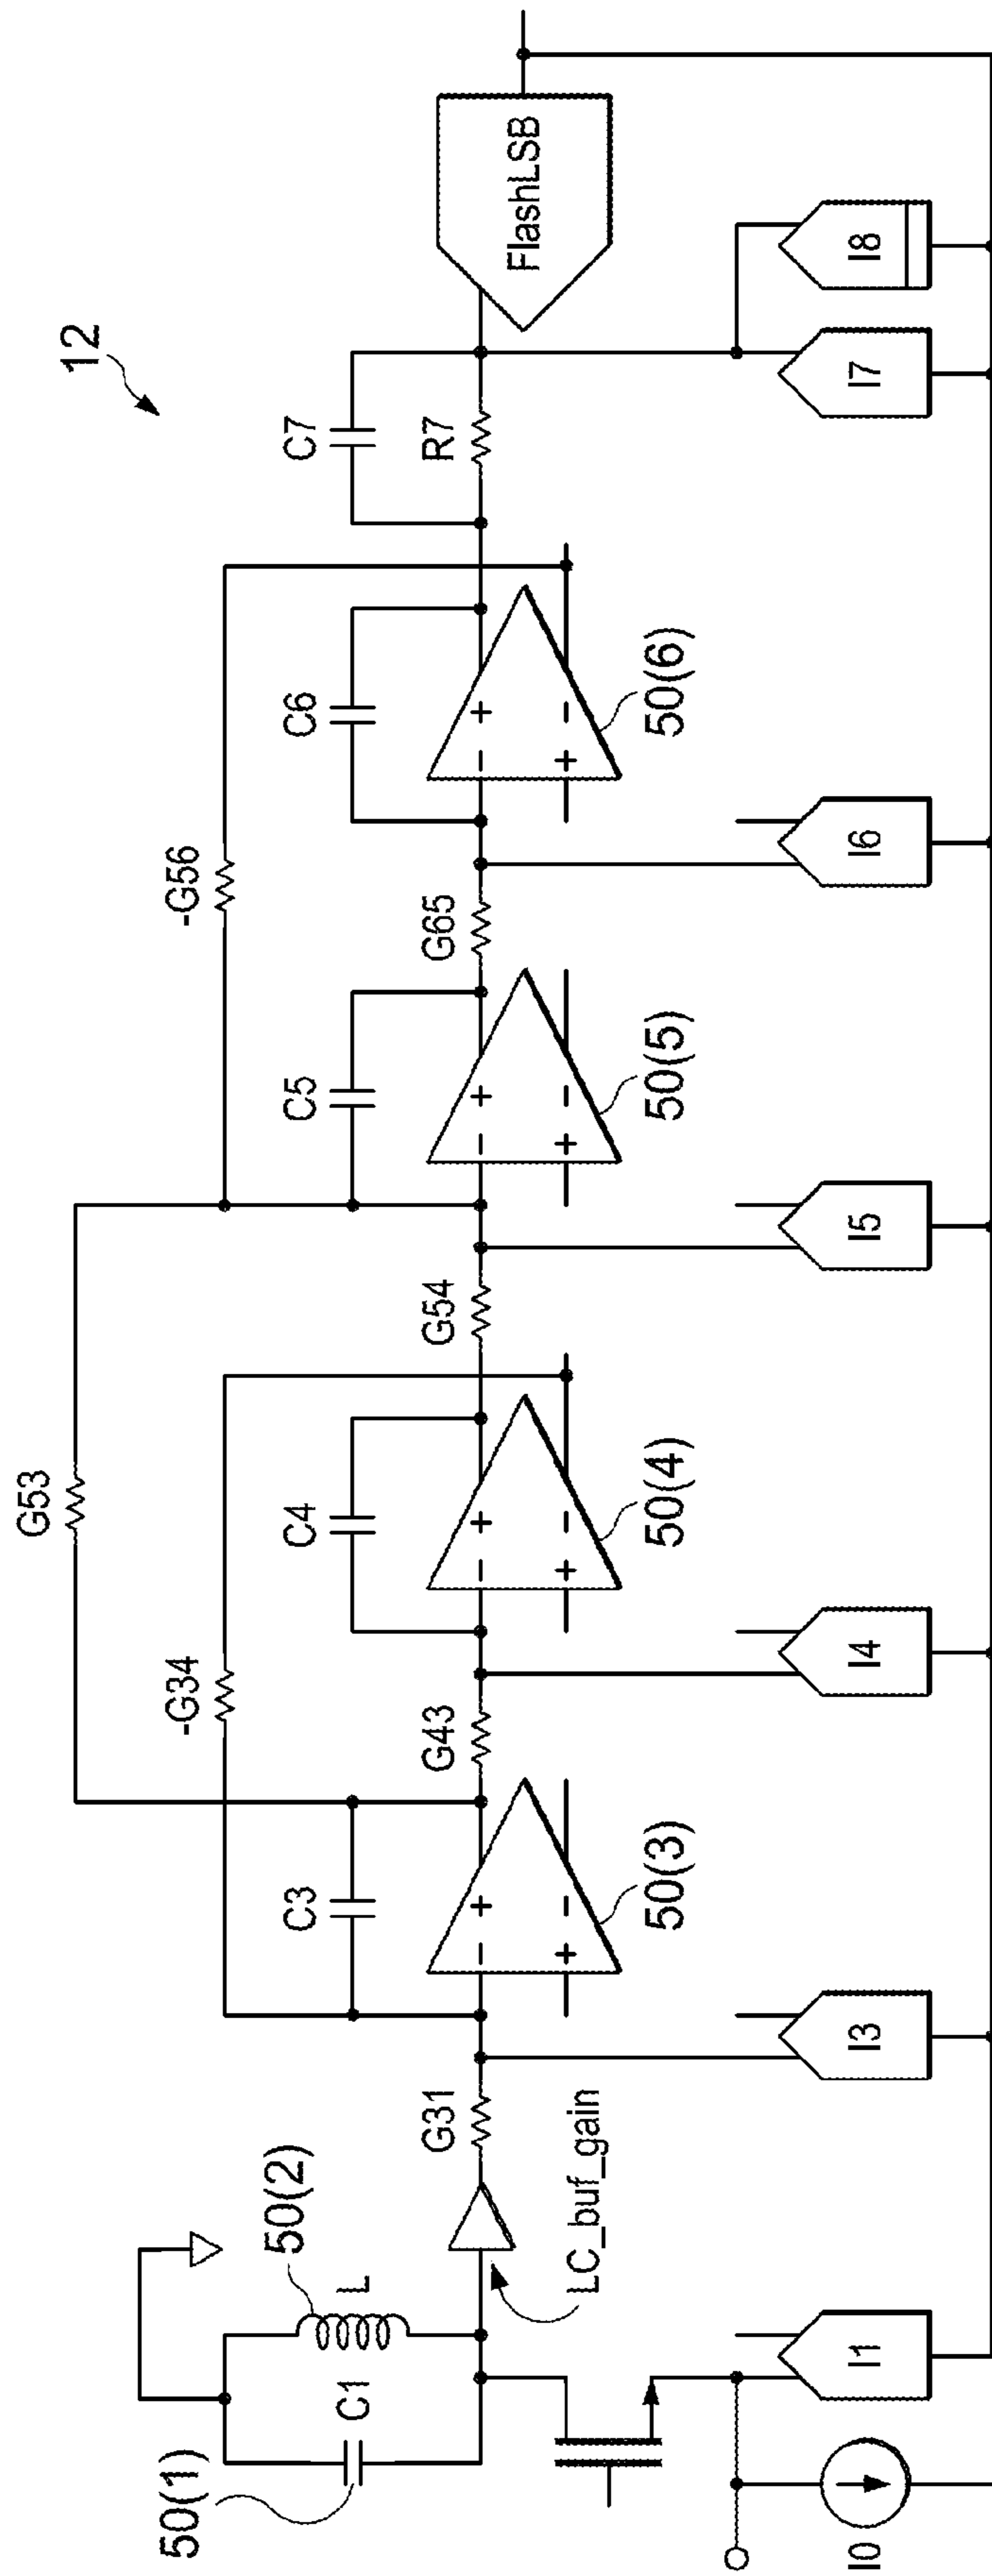 12
G53
-G34
-G56
C3
C4
C5
C6
C7
50(1)
C1
50(2)
L
G31
G43
G54
G65
R7
FlashLSB
LC_buf_gain
- +
+ -
50(3)
- +
+ -
50(4)
- +
+ -
50(5)
- +
+ -
50(6)
I0
I1
I3
I4
I5
I6
I7
I8